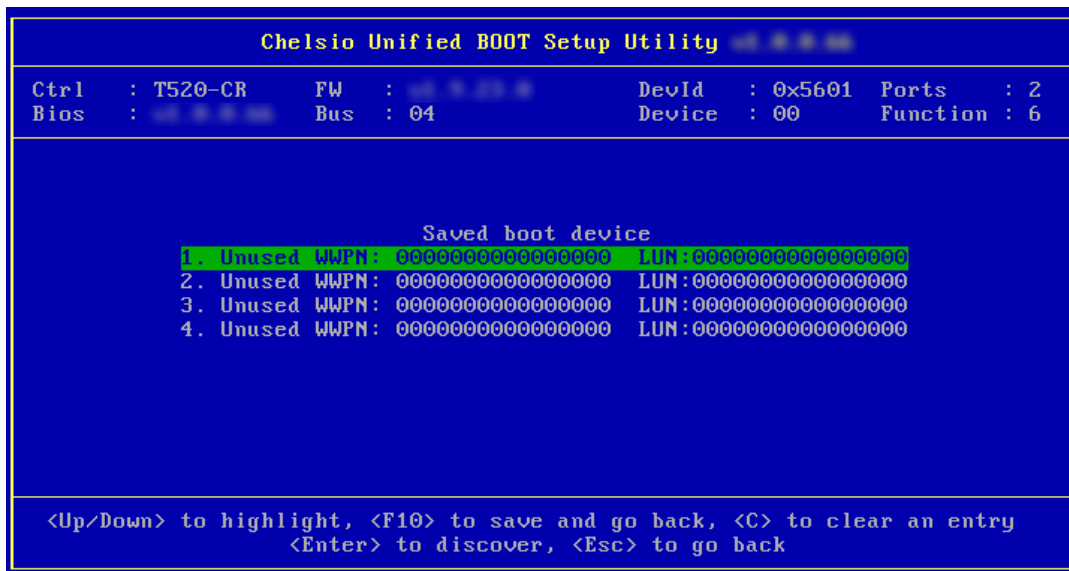 Chelsio Unified BOOT Setup Utility
Ctrl : T520-CR FW : DevId : 0x5601 Ports : 2
Bios : Bus : 04 Device : 00 Function : 6
Saved boot device
1. Unused WWPN: 0000000000000000 LUN:0000000000000000
2. Unused WWPN: 0000000000000000 LUN:0000000000000000
3. Unused WWPN: 0000000000000000 LUN:0000000000000000
4. Unused WWPN: 0000000000000000 LUN:0000000000000000
<Up/Down> to highlight, <F10> to save and go back, <C> to clear an entry
<Enter> to discover, <Esc> to go back